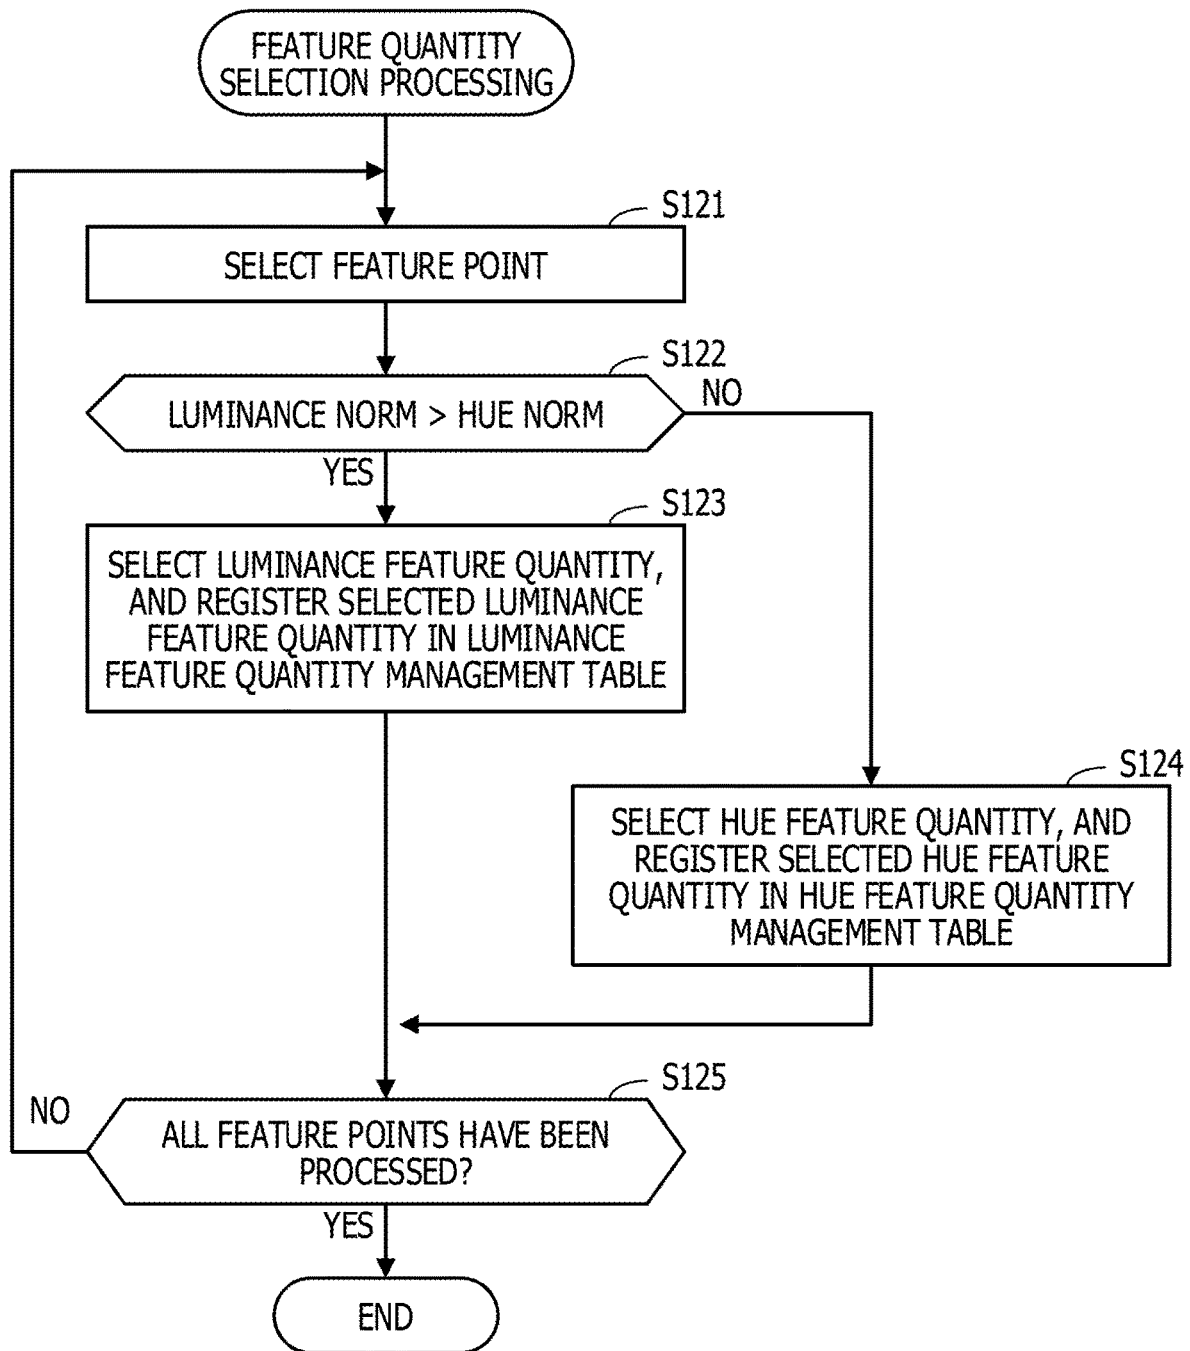 FEATURE QUANTITY
SELECTION PROCESSING
S121
SELECT FEATURE POINT
S122
LUMINANCE NORM > HUE NORM
NO
YES
S123
SELECT LUMINANCE FEATURE QUANTITY,
AND REGISTER SELECTED LUMINANCE
FEATURE QUANTITY IN LUMINANCE
FEATURE QUANTITY MANAGEMENT TABLE
S124
SELECT HUE FEATURE QUANTITY, AND
REGISTER SELECTED HUE FEATURE
QUANTITY IN HUE FEATURE QUANTITY
MANAGEMENT TABLE
S125
NO
ALL FEATURE POINTS HAVE BEEN
PROCESSED?
YES
END